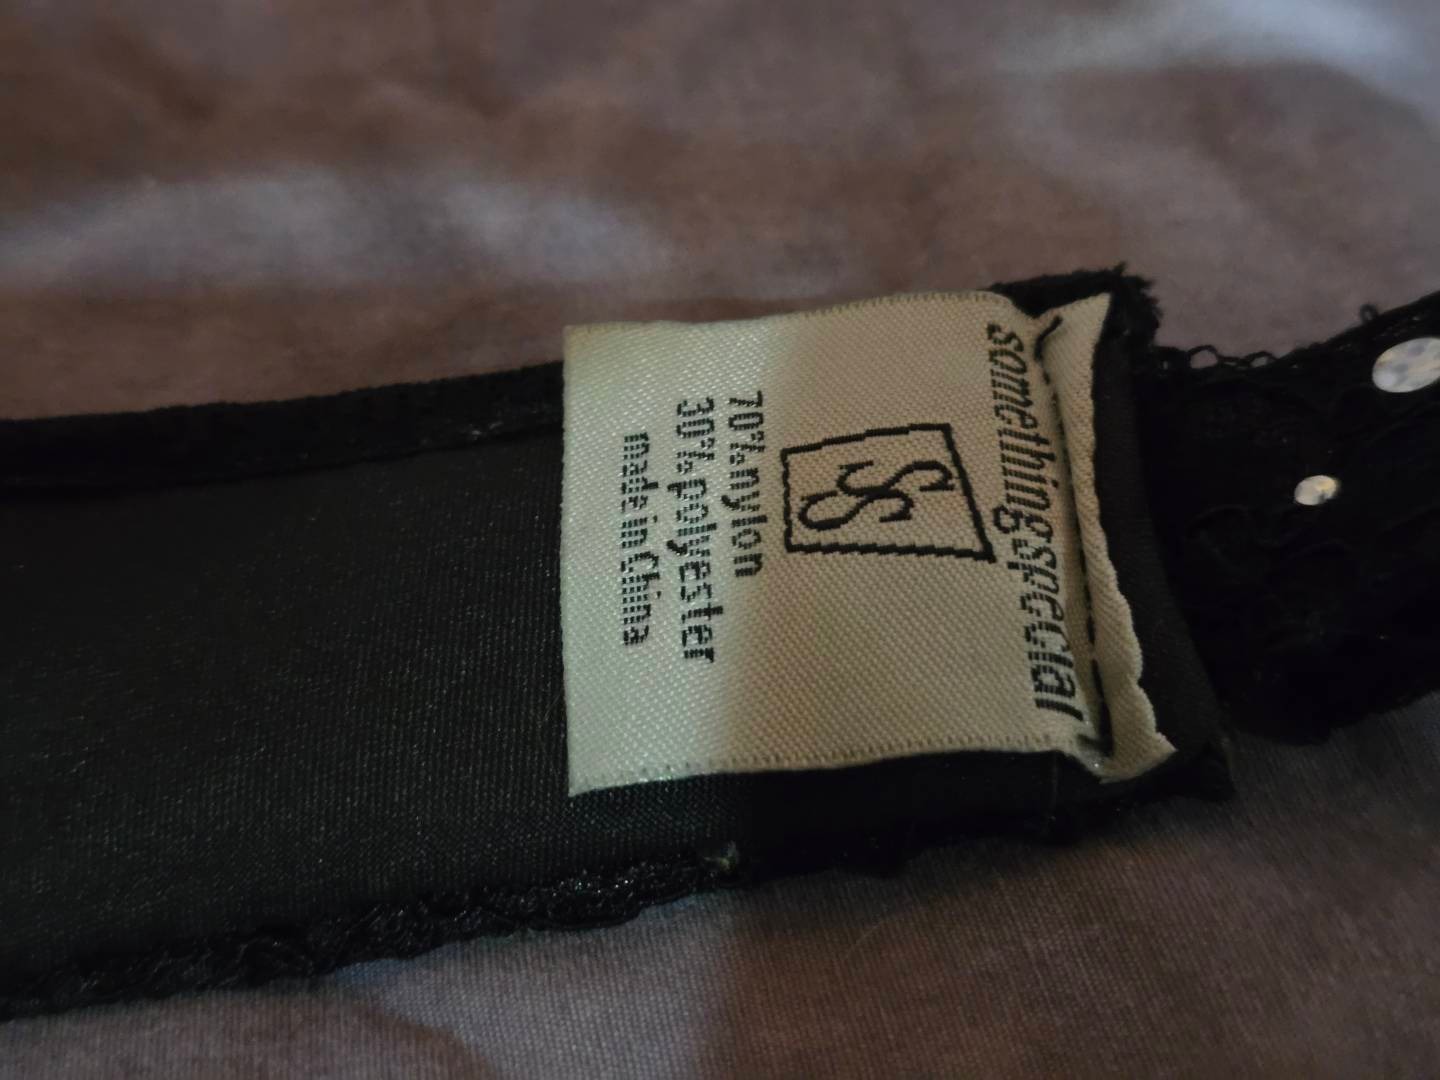 somethingspecial
SS
70%nylon
30%polyester
made in China